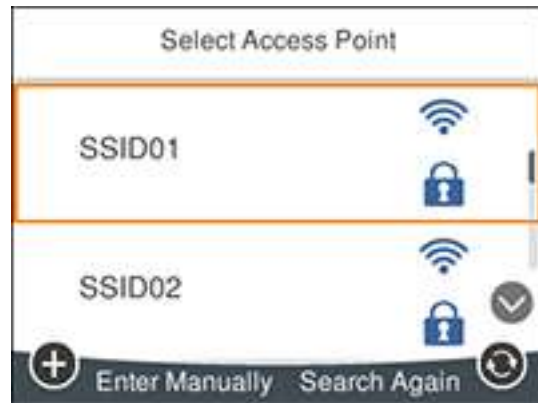 Select Access Point
SSID01
SSID02
Enter Manually Search Again